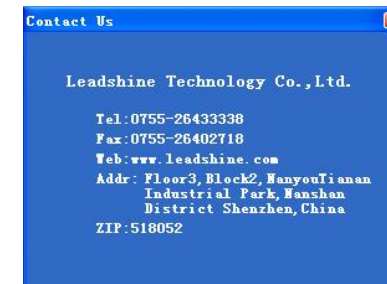 Contact Us
Leadshine Technology Co.,Ltd.
Tel:0755-26433338
Fax:0755-26402718
Web:www.leadshine.com
Addr: Floor3,Block2,NanyouTianan
Industrial Park,Nanshan
District Shenzhen,China
ZIP:518052